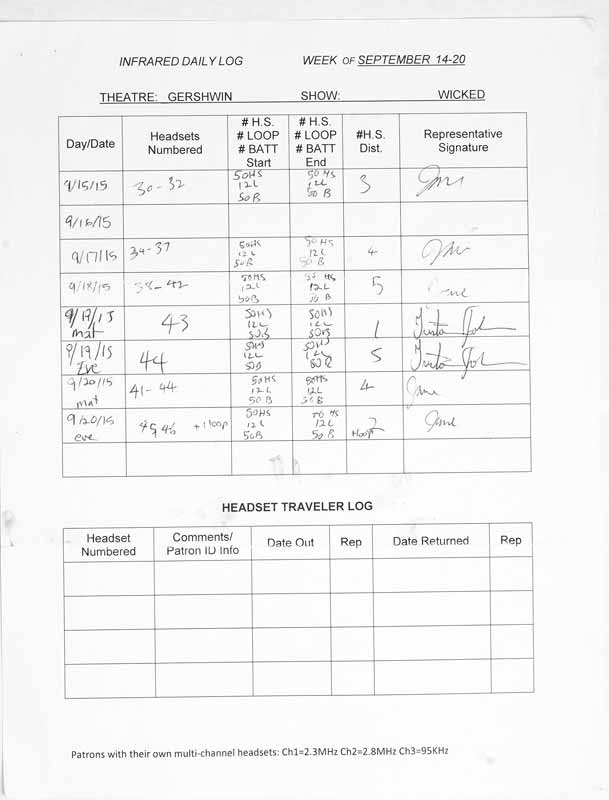 INFRARED DAILY LOG WEEK OF SEPTEMBER 14-20
THEATRE: GERSHWIN SHOW: WICKED
Day/Date Headsets Numbered # H.S. # LOOP # BATT Start # H.S. # LOOP # BATT End #H.S. Dist. Representative Signature
9/15/15 30-32 50HS 12L 50B 50HS 12L 50B 3
9/16/15
9/17/15 34-37 50HS 12L 50B 50HS 12L 50B 4
9/18/15 38-42 50HS 12L 50B 50HS 12L 50B 5
9/19/15 mat 43 50HS 12L 50B 50HS 12L 50B 1
9/19/15 Eve 44 50HS 12L 50B 50HS 12L 50B 5
9/20/15 mat 41-44 50HS 12L 50B 50HS 12L 50B 4
9/20/15 eve 45,46 +1loop 50HS 12L 50B 50HS 12L 50B 2 +loop
HEADSET TRAVELER LOG
Headset Numbered Comments/ Patron ID Info Date Out Rep Date Returned Rep
Patrons with their own multi-channel headsets: Ch1=2.3MHz Ch2=2.8MHz Ch3=95KHz